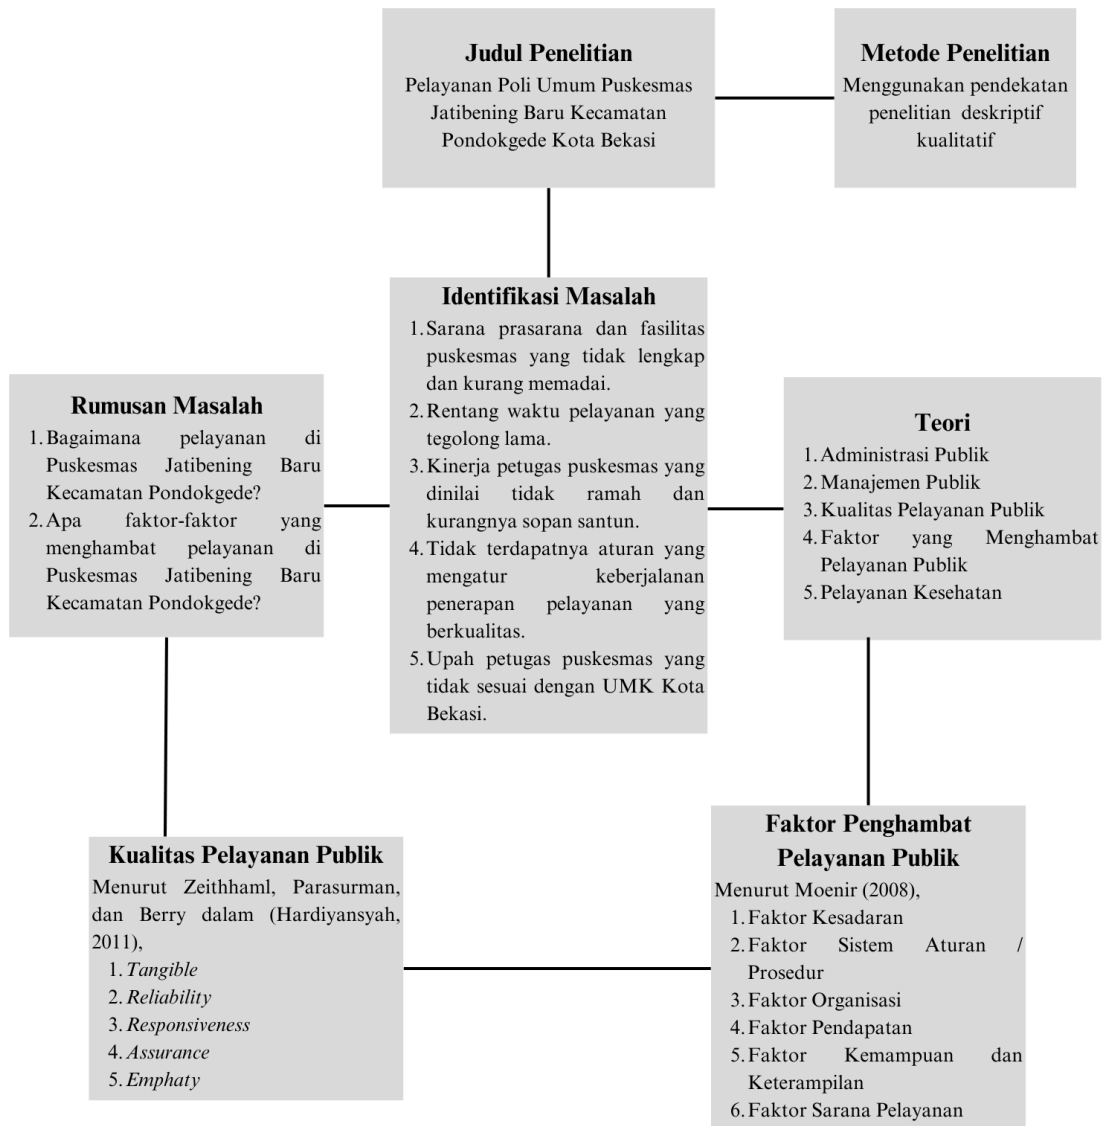 Judul Penelitian
Pelayanan Poli Umum Puskesmas
Jatibening Baru Kecamatan
Pondokgede Kota Bekasi
Metode Penelitian
Menggunakan pendekatan
penelitian deskriptif
kualitatif
Identifikasi Masalah
1. Sarana prasarana dan fasilitas
puskesmas yang tidak lengkap
dan kurang memadai.
2. Rentang waktu pelayanan yang
tegolong lama.
3. Kinerja petugas puskesmas yang
dinilai tidak ramah dan
kurangnya sopan santun.
4. Tidak terdapatnya aturan yang
mengatur keberjalanan
penerapan pelayanan yang
berkualitas.
5. Upah petugas puskesmas yang
tidak sesuai dengan UMK Kota
Bekasi.
Rumusan Masalah
1. Bagaimana pelayanan di
Puskesmas Jatibening Baru
Kecamatan Pondokgede?
2. Apa faktor-faktor yang
menghambat pelayanan di
Puskesmas Jatibening Baru
Kecamatan Pondokgede?
Teori
1. Administrasi Publik
2. Manajemen Publik
3. Kualitas Pelayanan Publik
4. Faktor yang Menghambat
Pelayanan Publik
5. Pelayanan Kesehatan
Kualitas Pelayanan Publik
Menurut Zeithhaml, Parasurman,
dan Berry dalam (Hardiyansyah,
2011),
1. Tangible
2. Reliability
3. Responsiveness
4. Assurance
5. Emphaty
Faktor Penghambat
Pelayanan Publik
Menurut Moenir (2008),
1. Faktor Kesadaran
2. Faktor Sistem Aturan /
Prosedur
3. Faktor Organisasi
4. Faktor Pendapatan
5. Faktor Kemampuan dan
Keterampilan
6. Faktor Sarana Pelayanan